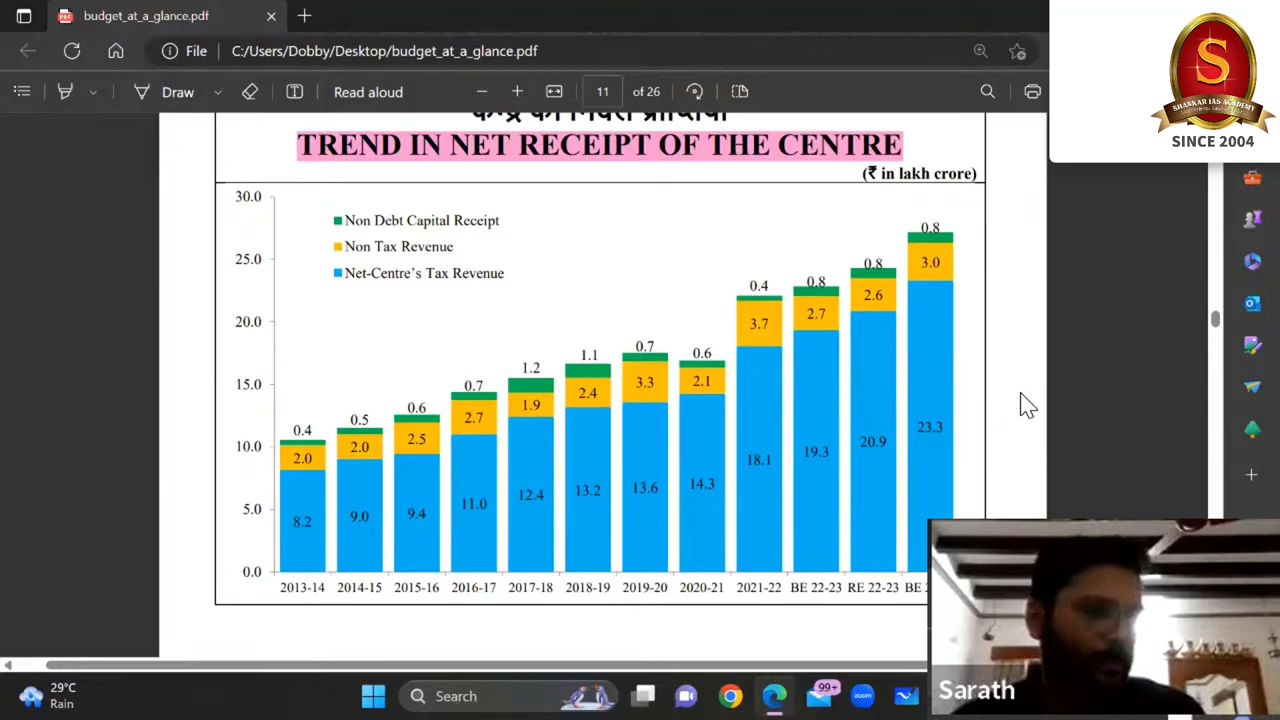 budget_at_a_glance.pdf
File C:/Users/Dobby/Desktop/budget_at_a_glance.pdf
Draw Read aloud 11 of 26
S
SHANKAR IAS ACADEMY
SINCE 2004
TREND IN NET RECEIPT OF THE CENTRE
(₹ in lakh crore)
30.0
25.0
20.0
15.0
10.0
5.0
0.0
Non Debt Capital Receipt
Non Tax Revenue
Net-Centre's Tax Revenue
0.4 0.5 0.6 0.7 1.2 1.1 0.7 0.6 0.4 0.8 0.8 0.8
2.0 2.0 2.5 2.7 1.9 2.4 3.3 2.1 3.7 2.7 2.6 3.0
8.2 9.0 9.4 11.0 12.4 13.2 13.6 14.3 18.1 19.3 20.9 23.3
2013-14 2014-15 2015-16 2016-17 2017-18 2018-19 2019-20 2020-21 2021-22 BE 22-23 RE 22-23 BE
Sarath
29°C
Rain
Search
99+
zoom